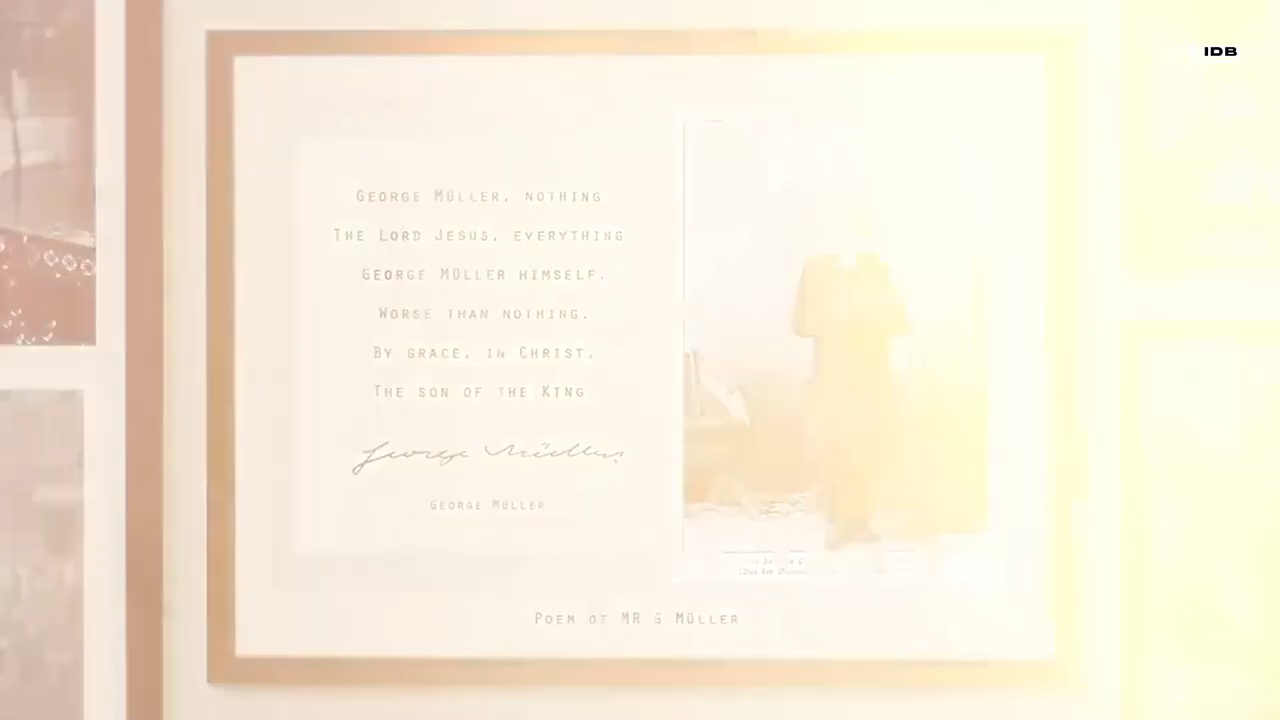 IDB
GEORGE MÜLLER, NOTHING
THE LORD JESUS, EVERYTHING
GEORGE MÜLLER HIMSELF,
WORSE THAN NOTHING.
BY GRACE, IN CHRIST,
THE SON OF THE KING.
George Müller
GEORGE MÜLLER
POEM OF MR G MÜLLER